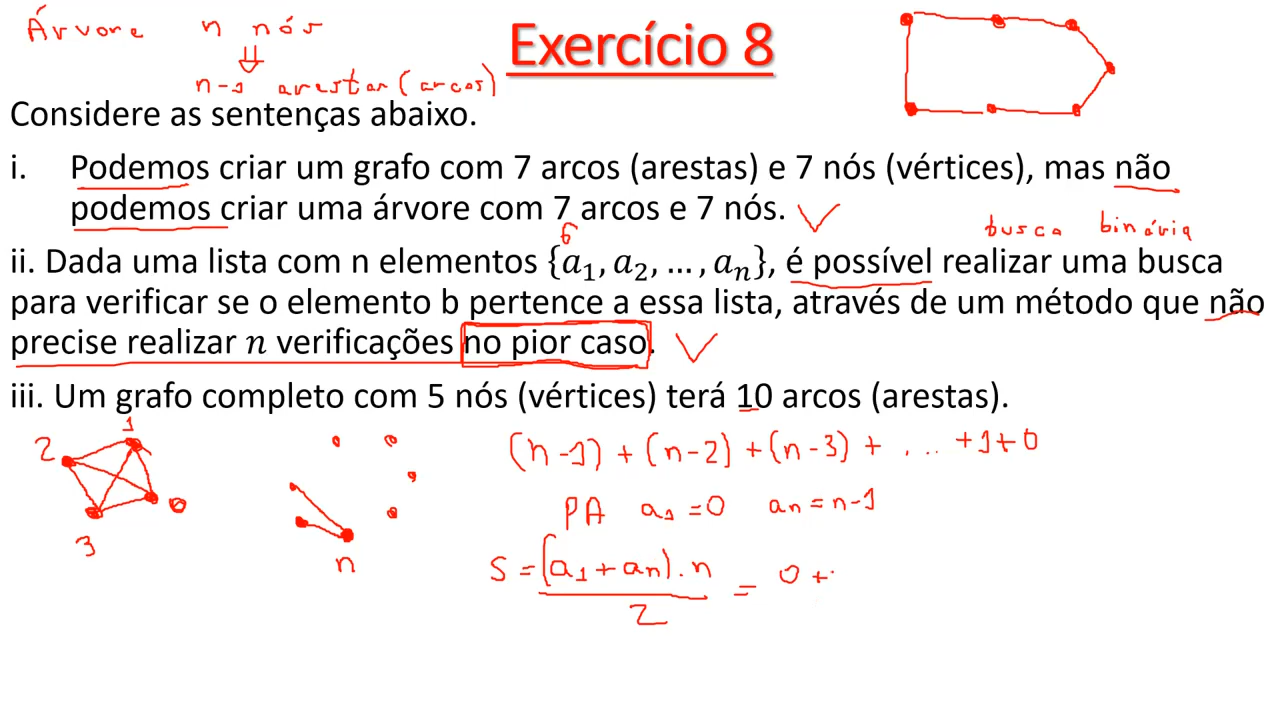 Árvore n nós
Exercício 8
n-1 arestas (arcos)
Considere as sentenças abaixo.
i. Podemos criar um grafo com 7 arcos (arestas) e 7 nós (vértices), mas não
podemos criar uma árvore com 7 arcos e 7 nós.
6
busca binária
ii. Dada uma lista com n elementos {a₁, a₂, ..., aₙ}, é possível realizar uma busca
para verificar se o elemento b pertence a essa lista, através de um método que não
precise realizar n verificações no pior caso.
iii. Um grafo completo com 5 nós (vértices) terá 10 arcos (arestas).
1
2
0
3
n
(n-1) + (n-2) + (n-3) + .... +1+0
PA a₁ =0 an = n-1
S = (a₁ + an) . n / 2 = 0 +